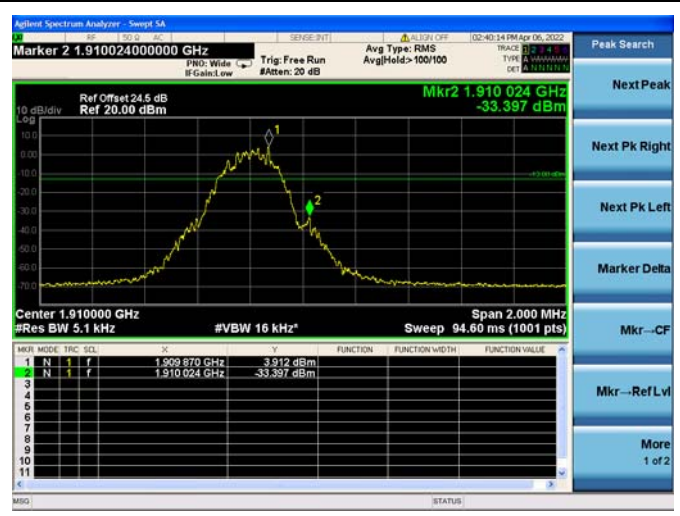 Agilent Spectrum Analyzer - Swept SA
RF 50 Ω AC SENSE:INT ALIGN OFF 02:40:14 PM Apr 06, 2022
Marker 2 1.910024000000 GHz
PNO: Wide Trig: Free Run
IFGain:Low #Atten: 20 dB
Avg Type: RMS
Avg|Hold:>100/100
TRACE 1 2 3 4 5 6
TYPE A
DET A N N N N N
Peak Search
Mkr2 1.910 024 GHz
-33.397 dBm
Ref Offset 24.5 dB
10 dB/div Ref 20.00 dBm
Log
10.0
0.00
-10.0
-20.0
-30.0
-40.0
-50.0
-60.0
-70.0
1
2
-13.00 dBm
Center 1.910000 GHz Span 2.000 MHz
#Res BW 5.1 kHz #VBW 16 kHz* Sweep 94.60 ms (1001 pts)
MKR MODE TRC SCL X Y FUNCTION FUNCTION WIDTH FUNCTION VALUE
1 N 1 f 1.909 870 GHz 3.912 dBm
2 N 1 f 1.910 024 GHz -33.397 dBm
3
4
5
6
7
8
9
10
11
MSG STATUS
Next Peak
Next Pk Right
Next Pk Left
Marker Delta
Mkr→CF
Mkr→Ref Lvl
More
1 of 2